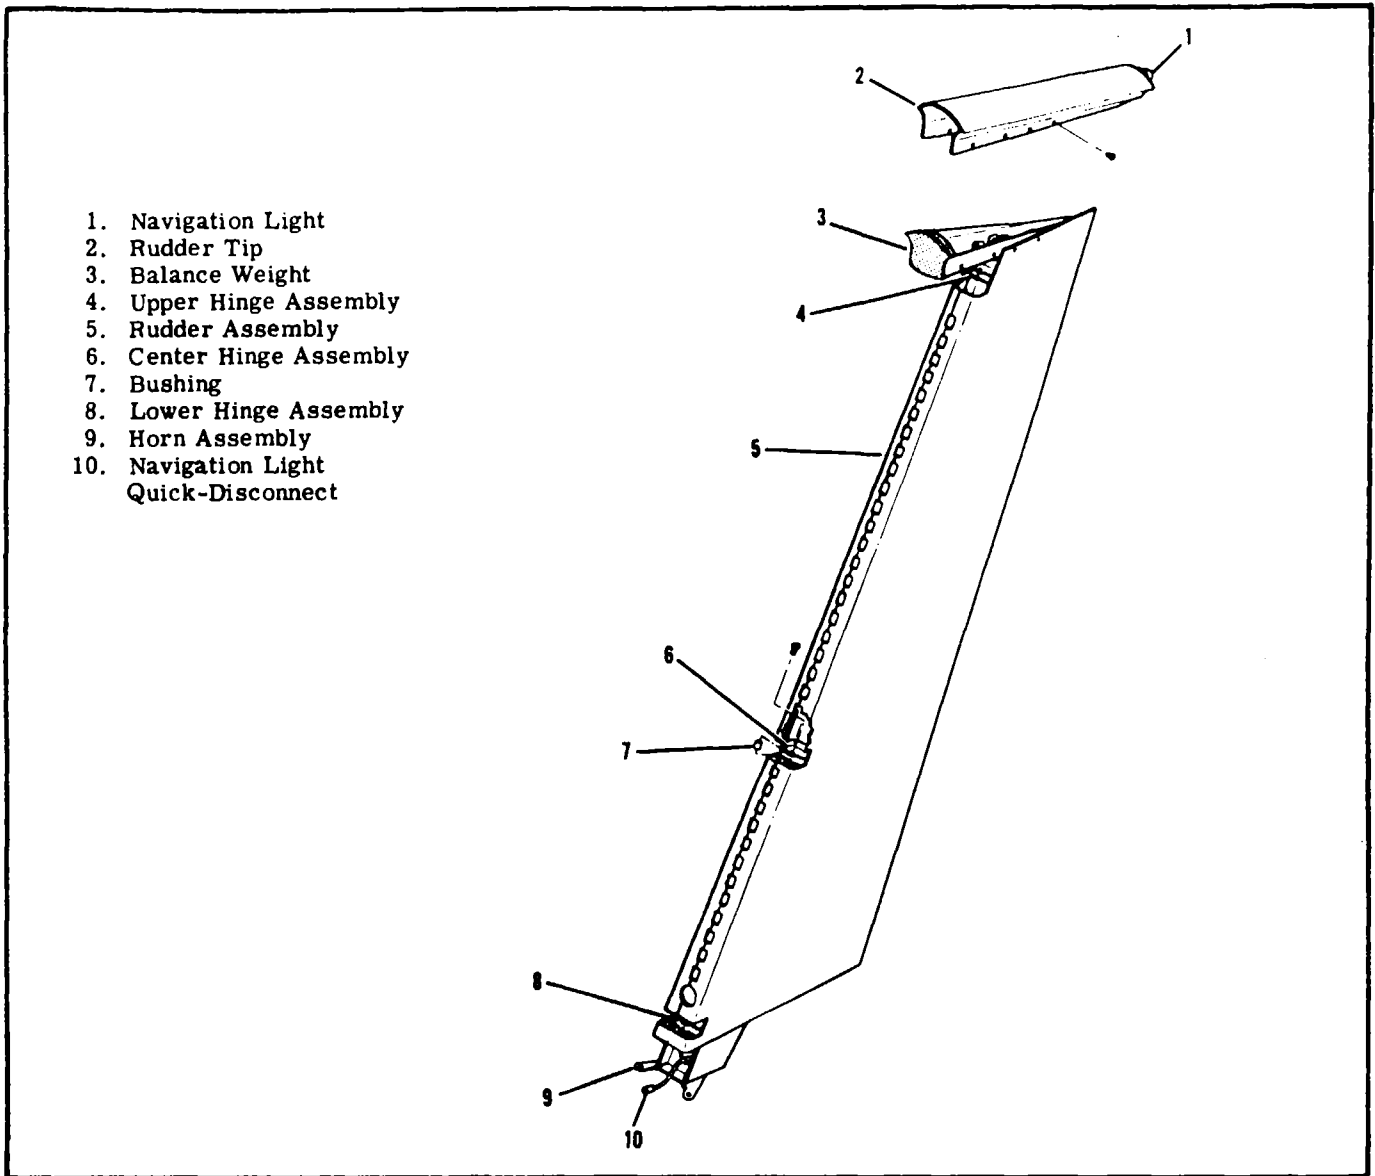 1
2
1. Navigation Light
2. Rudder Tip
3. Balance Weight
4. Upper Hinge Assembly
5. Rudder Assembly
6. Center Hinge Assembly
7. Bushing
8. Lower Hinge Assembly
9. Horn Assembly
10. Navigation Light
Quick-Disconnect
3
4
5
6
7
8
9
10